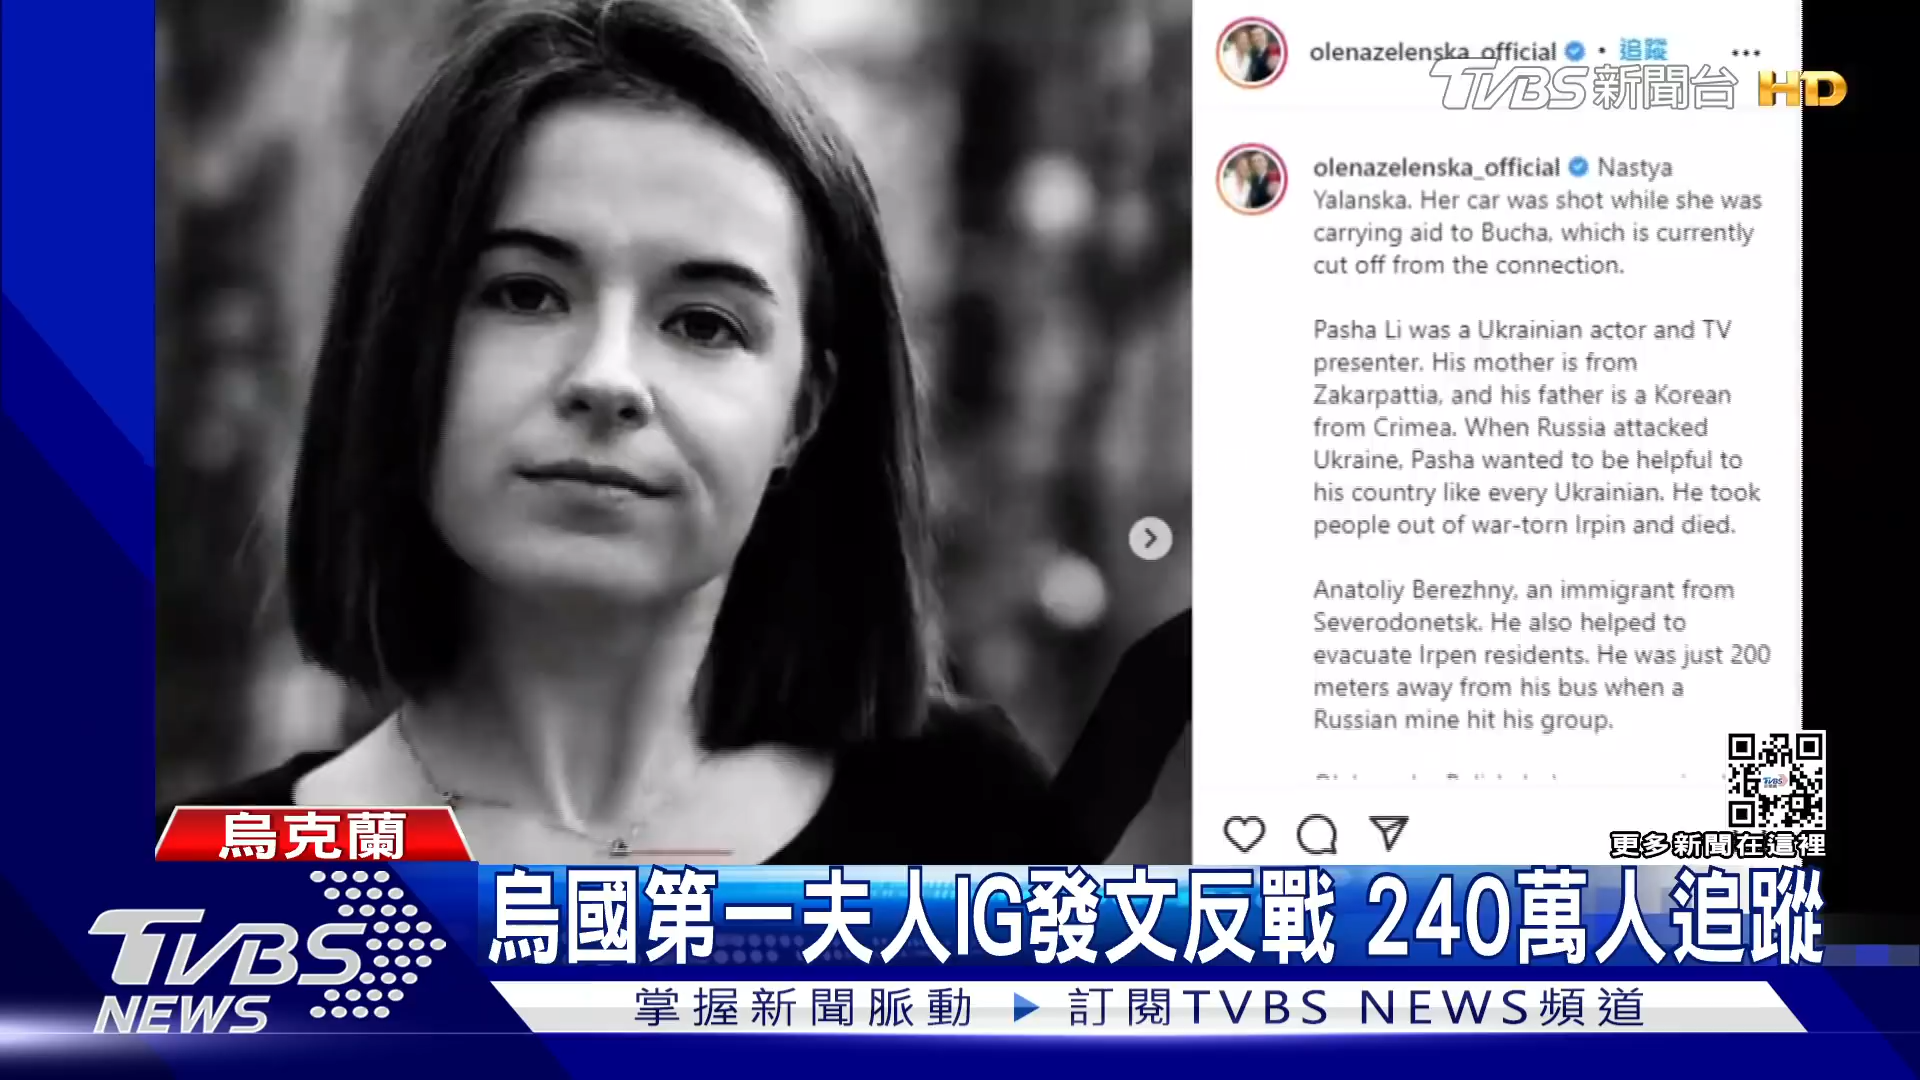 olenazelenska_official • 追蹤 •••
TVBS新聞台 HD
olenazelenska_official Nastya
Yalanska. Her car was shot while she was
carrying aid to Bucha, which is currently
cut off from the connection.
Pasha Li was a Ukrainian actor and TV
presenter. His mother is from
Zakarpattia, and his father is a Korean
from Crimea. When Russia attacked
Ukraine, Pasha wanted to be helpful to
his country like every Ukrainian. He took
people out of war-torn Irpin and died.
Anatoliy Berezhny, an immigrant from
Severodonetsk. He also helped to
evacuate Irpen residents. He was just 200
meters away from his bus when a
Russian mine hit his group.
TVBS
更多新聞在這裡
烏克蘭
烏國第一夫人IG發文反戰 240萬人追蹤
TVBS
NEWS
掌握新聞脈動 ▶ 訂閱TVBS NEWS頻道